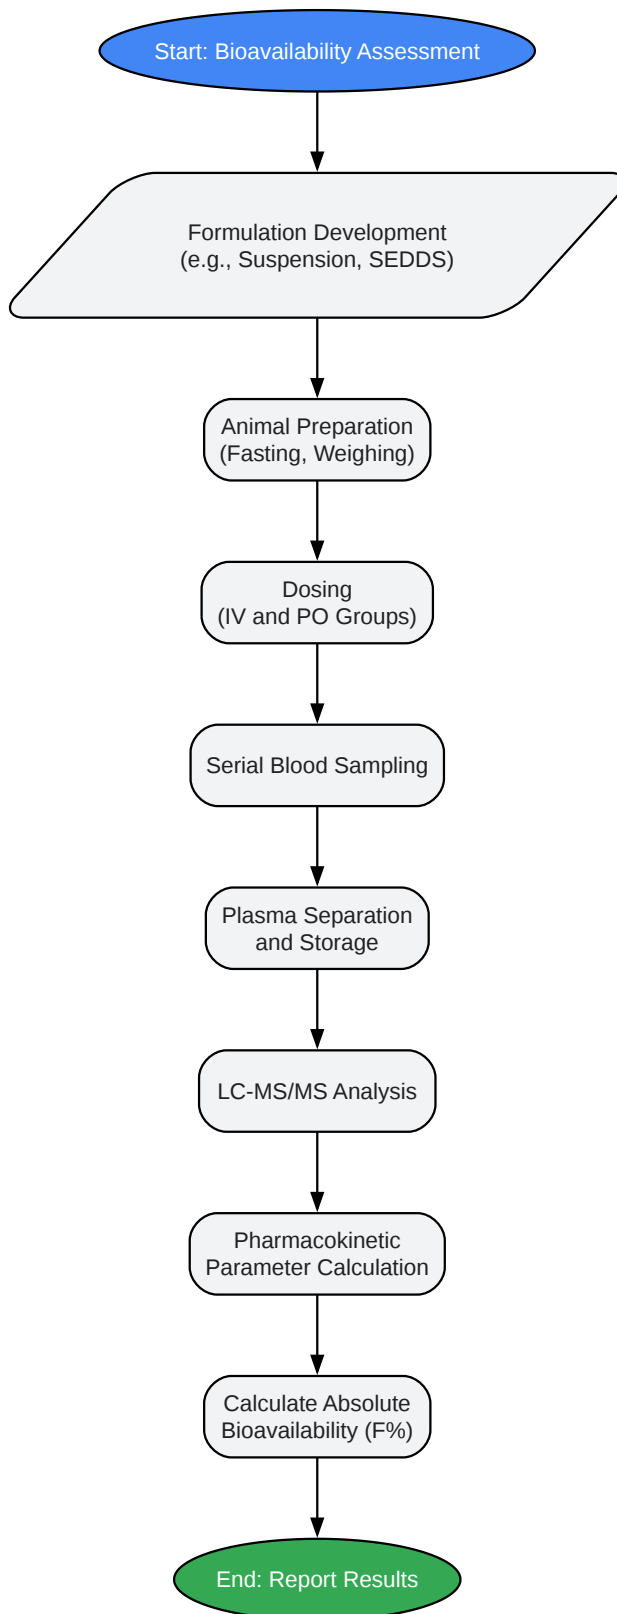 Start: Bioavailability Assessment
Formulation Development
(e.g., Suspension, SEDDS)
Animal Preparation
(Fasting, Weighing)
Dosing
(IV and PO Groups)
Serial Blood Sampling
Plasma Separation
and Storage
LC-MS/MS Analysis
Pharmacokinetic
Parameter Calculation
Calculate Absolute
Bioavailability (F%)
End: Report Results